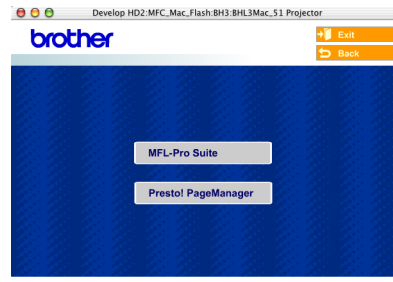 Develop HD2:MFC_Mac_Flash:BH3:BHL3Mac_51 Projector
brother
Exit
Back
MFL-Pro Suite
Presto! PageManager